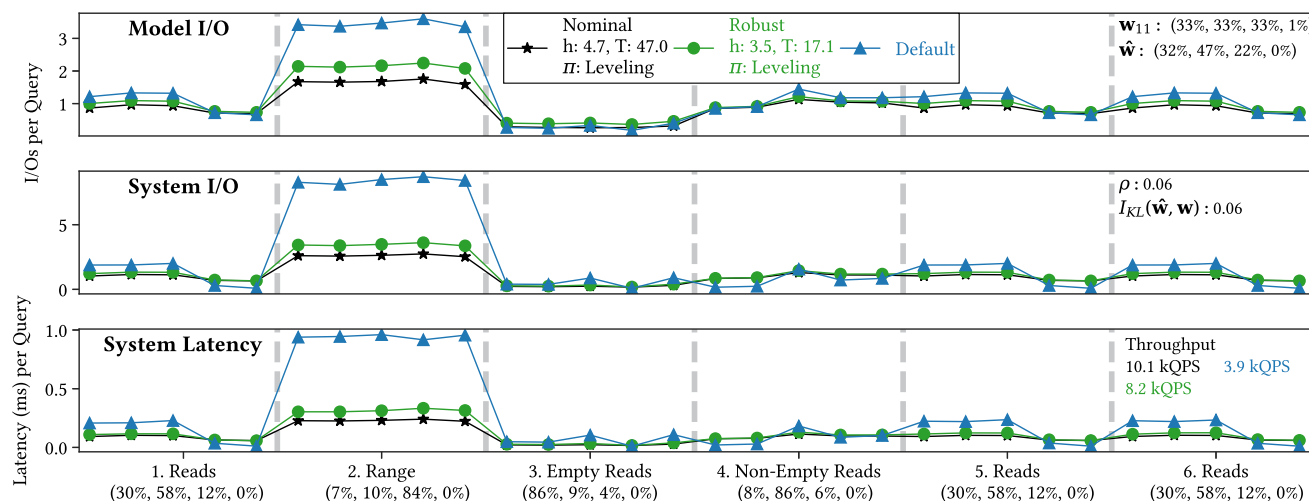 Model I/O
Nominal
h: 4.7, T: 47.0
π: Leveling
Robust
h: 3.5, T: 17.1
π: Leveling
Default
w11 : (33%, 33%, 33%, 1%
ŵ : (32%, 47%, 22%, 0%)
3
2
1
I/Os per Query
System I/O
ρ : 0.06
I_KL(ŵ, w) : 0.06
5
0
System Latency
Throughput
10.1 kQPS
3.9 kQPS
8.2 kQPS
1.0
0.5
0.0
Latency (ms) per Query
1. Reads
(30%, 58%, 12%, 0%)
2. Range
(7%, 10%, 84%, 0%)
3. Empty Reads
(86%, 9%, 4%, 0%)
4. Non-Empty Reads
(8%, 86%, 6%, 0%)
5. Reads
(30%, 58%, 12%, 0%)
6. Reads
(30%, 58%, 12%, 0%)